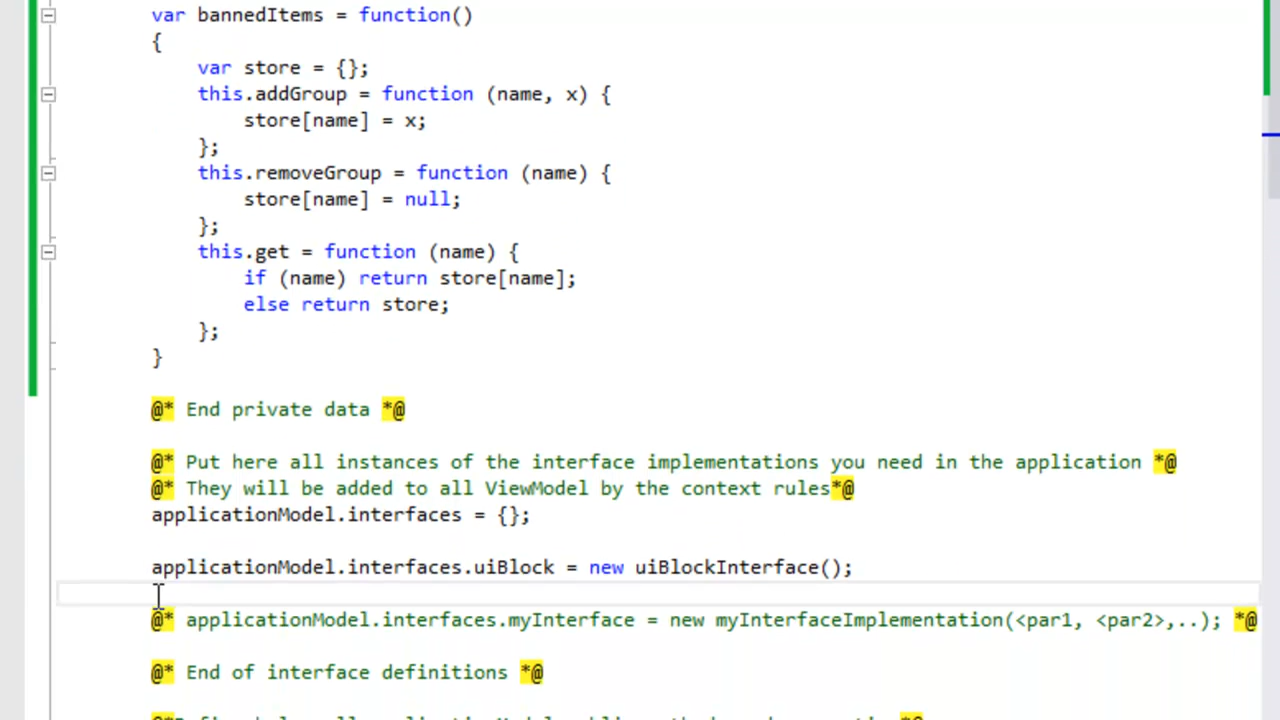 var bannedItems = function()
{
var store = {};
this.addGroup = function (name, x) {
store[name] = x;
};
this.removeGroup = function (name) {
store[name] = null;
};
this.get = function (name) {
if (name) return store[name];
else return store;
};
}
@* End private data *@
@* Put here all instances of the interface implementations you need in the application *@
@* They will be added to all ViewModel by the context rules*@
applicationModel.interfaces = {};
applicationModel.interfaces.uiBlock = new uiBlockInterface();
@* applicationModel.interfaces.myInterface = new myInterfaceImplementation(<par1, <par2>,..); *@
@* End of interface definitions *@